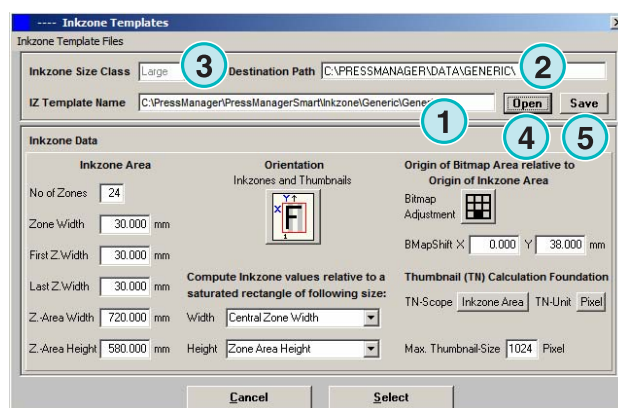 ---- Inkzone Templates
Inkzone Template Files
Inkzone Size Class Large 3 Destination Path C:\PRESSMANAGER\DATA\GENERIC\ 2
IZ Template Name C:\PressManager\PressManagerSmart\Inkzone\Generic\Gene Open Save
1 4 5
Inkzone Data
Inkzone Area
No of Zones 24
Zone Width 30.000 mm
First Z.Width 30.000 mm
Last Z.Width 30.000 mm
Z.-Area Width 720.000 mm
Z.-Area Height 580.000 mm
Orientation
Inkzones and Thumbnails
Y
X F
1
Compute Inkzone values relative to a
saturated rectangle of following size:
Width Central Zone Width
Height Zone Area Height
Origin of Bitmap Area relative to
Origin of Inkzone Area
Bitmap
Adjustment
BMapShift X 0.000 Y 38.000 mm
Thumbnail (TN) Calculation Foundation
TN-Scope Inkzone Area TN-Unit Pixel
Max. Thumbnail-Size 1024 Pixel
Cancel Select